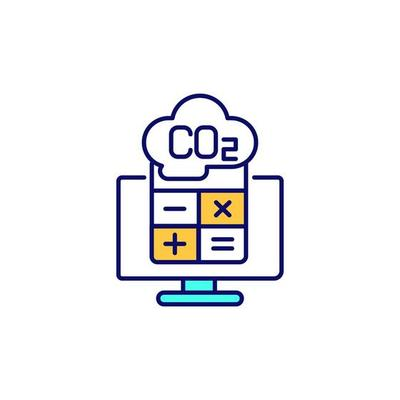 CO2
− ×
+ =